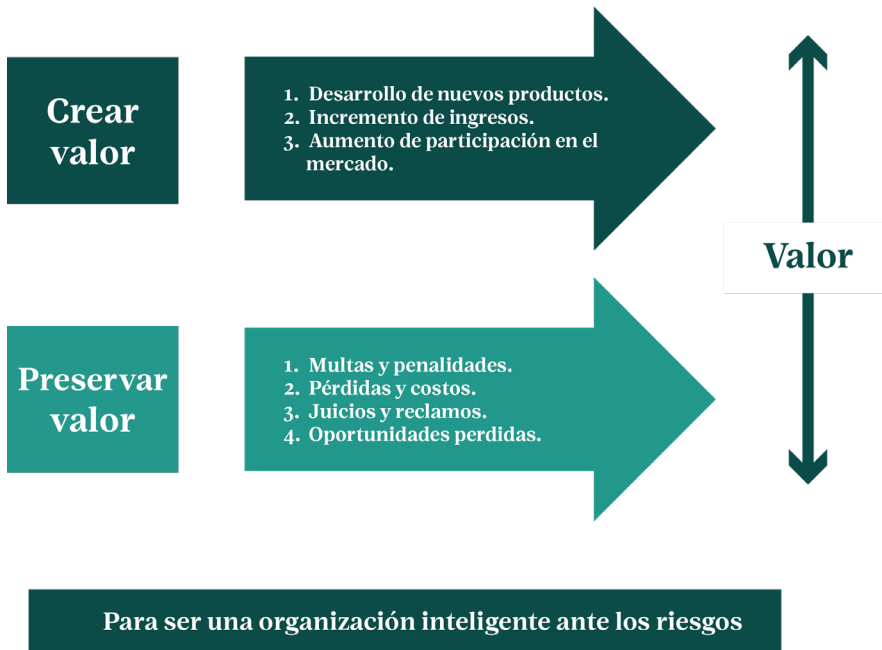 Crear
valor
1. Desarrollo de nuevos productos.
2. Incremento de ingresos.
3. Aumento de participación en el
mercado.
Valor
Preservar
valor
1. Multas y penalidades.
2. Pérdidas y costos.
3. Juicios y reclamos.
4. Oportunidades perdidas.
Para ser una organización inteligente ante los riesgos